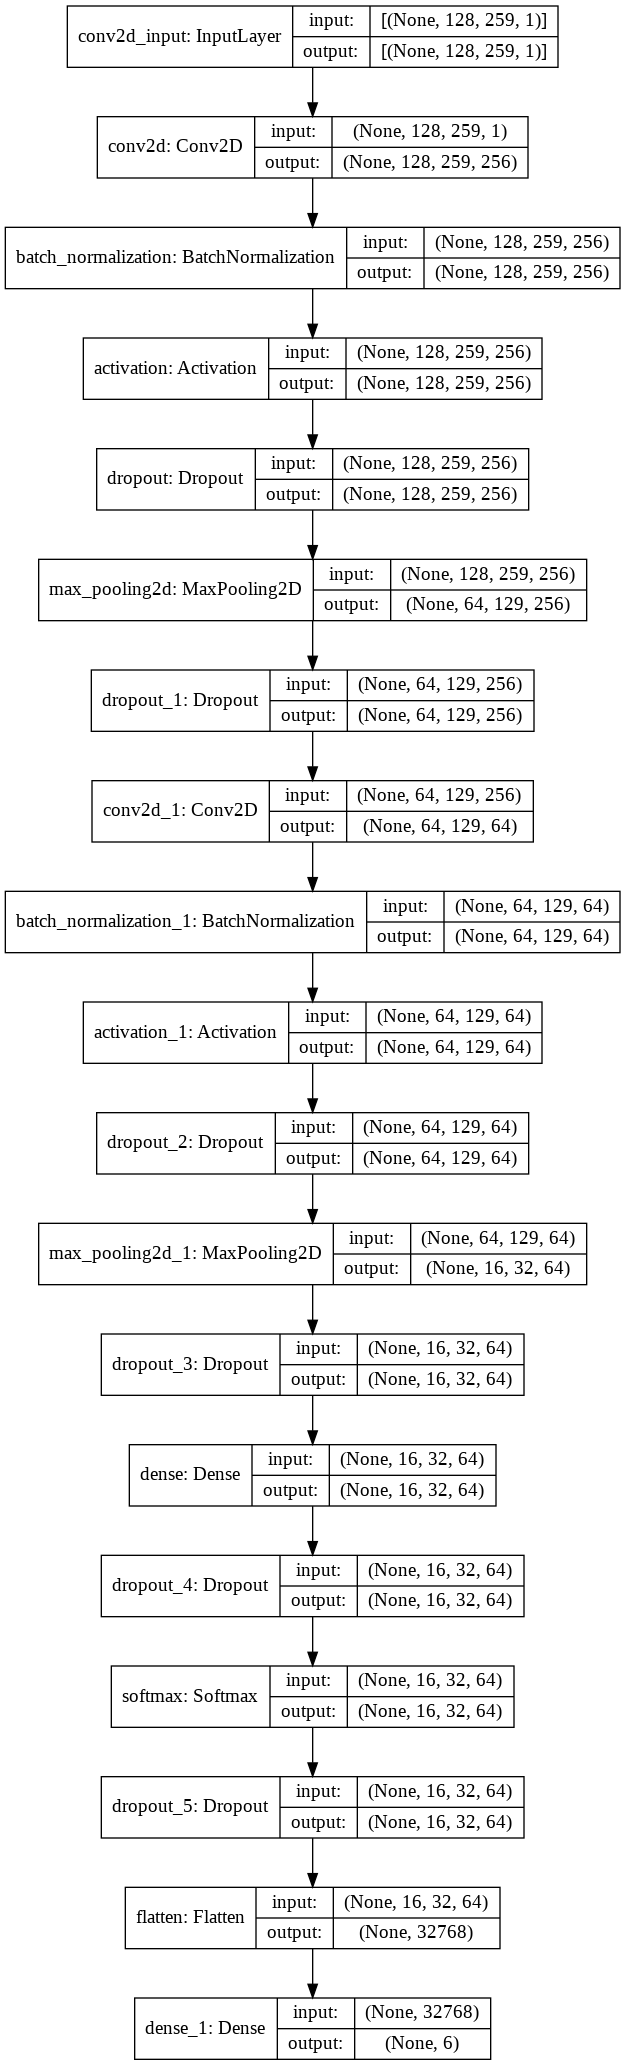 conv2d_input: InputLayer
input:
[(None, 128, 259, 1)]
output:
[(None, 128, 259, 1)]
conv2d: Conv2D
input:
(None, 128, 259, 1)
output:
(None, 128, 259, 256)
batch_normalization: BatchNormalization
input:
(None, 128, 259, 256)
output:
(None, 128, 259, 256)
activation: Activation
input:
(None, 128, 259, 256)
output:
(None, 128, 259, 256)
dropout: Dropout
input:
(None, 128, 259, 256)
output:
(None, 128, 259, 256)
max_pooling2d: MaxPooling2D
input:
(None, 128, 259, 256)
output:
(None, 64, 129, 256)
dropout_1: Dropout
input:
(None, 64, 129, 256)
output:
(None, 64, 129, 256)
conv2d_1: Conv2D
input:
(None, 64, 129, 256)
output:
(None, 64, 129, 64)
batch_normalization_1: BatchNormalization
input:
(None, 64, 129, 64)
output:
(None, 64, 129, 64)
activation_1: Activation
input:
(None, 64, 129, 64)
output:
(None, 64, 129, 64)
dropout_2: Dropout
input:
(None, 64, 129, 64)
output:
(None, 64, 129, 64)
max_pooling2d_1: MaxPooling2D
input:
(None, 64, 129, 64)
output:
(None, 16, 32, 64)
dropout_3: Dropout
input:
(None, 16, 32, 64)
output:
(None, 16, 32, 64)
dense: Dense
input:
(None, 16, 32, 64)
output:
(None, 16, 32, 64)
dropout_4: Dropout
input:
(None, 16, 32, 64)
output:
(None, 16, 32, 64)
softmax: Softmax
input:
(None, 16, 32, 64)
output:
(None, 16, 32, 64)
dropout_5: Dropout
input:
(None, 16, 32, 64)
output:
(None, 16, 32, 64)
flatten: Flatten
input:
(None, 16, 32, 64)
output:
(None, 32768)
dense_1: Dense
input:
(None, 32768)
output:
(None, 6)